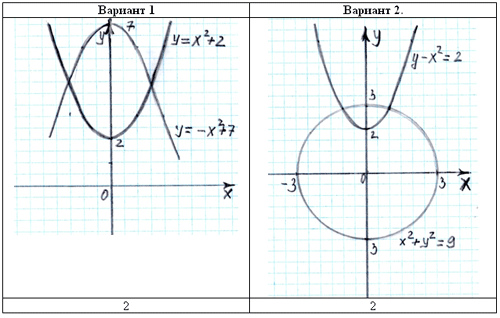 Вариант 1
Вариант 2.
y
7
y=x²+2
y=-x²+7
2
0
x
y
y-x²=2
3
2
-3
0
3
x
x²+y²=9
3
2
2